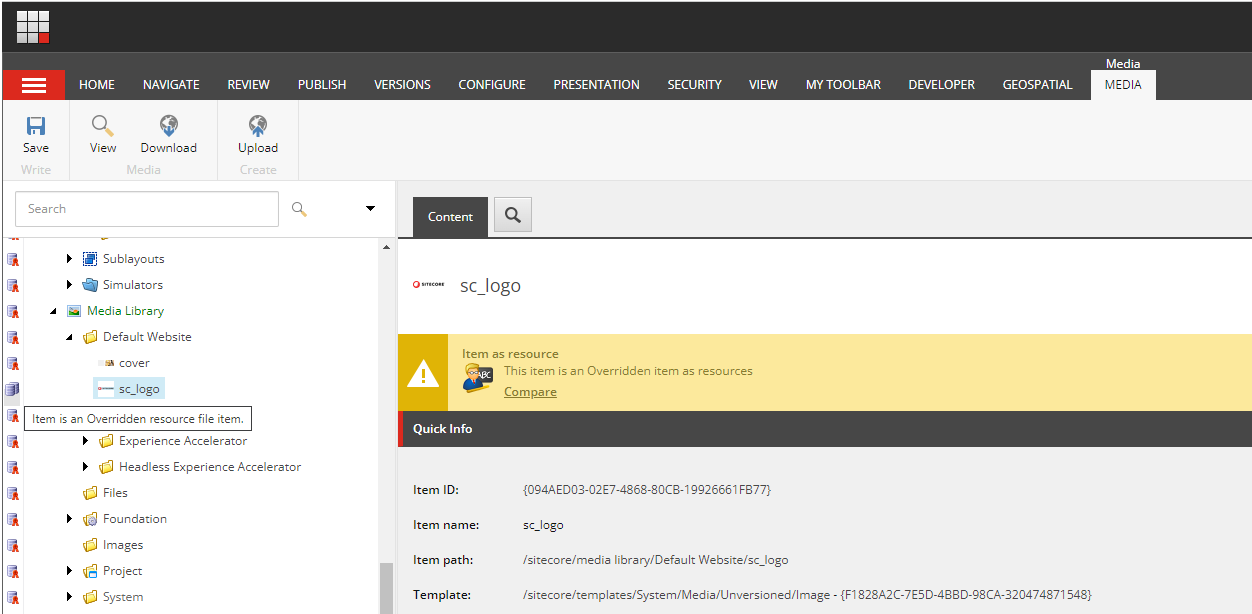 Media
HOME NAVIGATE REVIEW PUBLISH VERSIONS CONFIGURE PRESENTATION SECURITY VIEW MY TOOLBAR DEVELOPER GEOSPATIAL MEDIA
Save View Download Upload
Write Media Create
Search
Content
Sublayouts
Simulators
Media Library
Default Website
cover
sc_logo
Item is an Overridden resource file item.
Experience Accelerator
Headless Experience Accelerator
Files
Foundation
Images
Project
System
SITECORE
sc_logo
Item as resource
ABC
This item is an Overridden item as resources
Compare
Quick Info
Item ID: {094AED03-02E7-4868-80CB-19926661FB77}
Item name: sc_logo
Item path: /sitecore/media library/Default Website/sc_logo
Template: /sitecore/templates/System/Media/Unversioned/Image - {F1828A2C-7E5D-4BBD-98CA-320474871548}